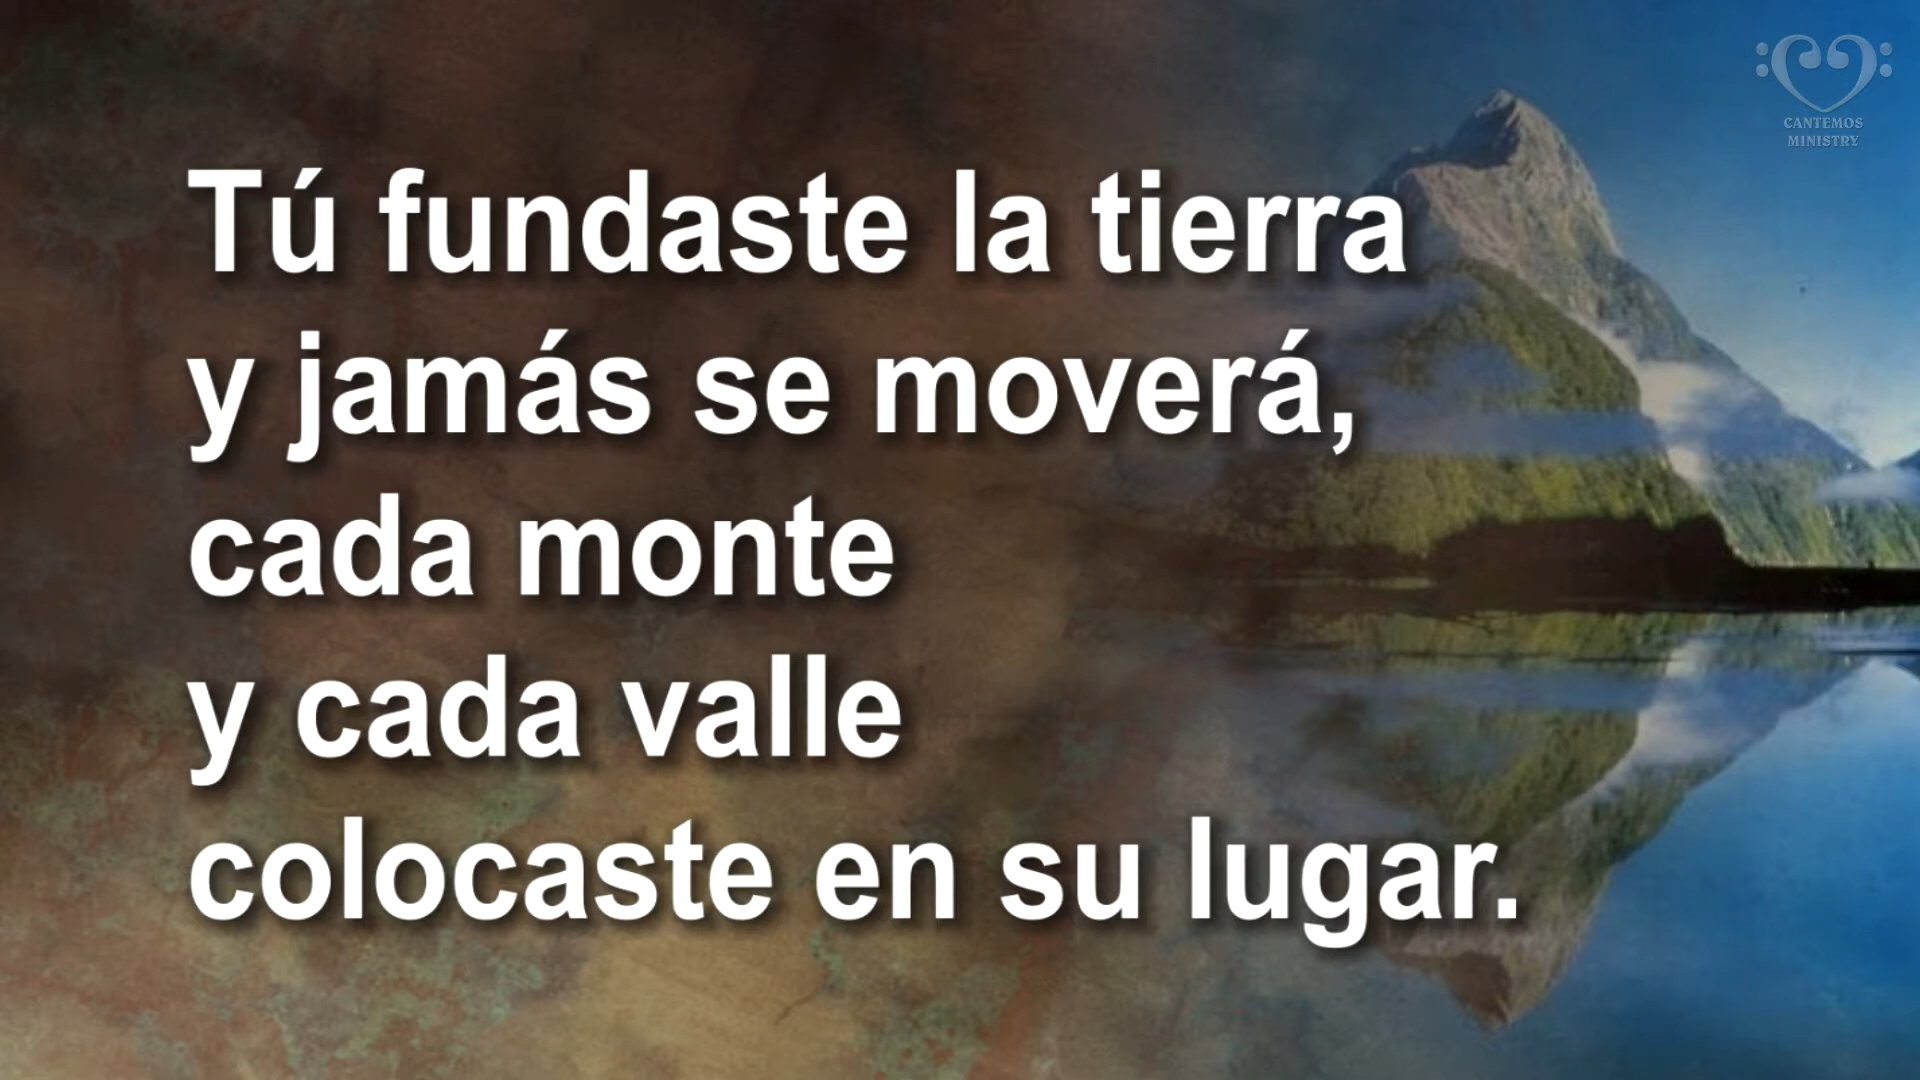 Tú fundaste la tierra
y jamás se moverá,
cada monte
y cada valle
colocaste en su lugar.
CANTEMOS
MINISTRY